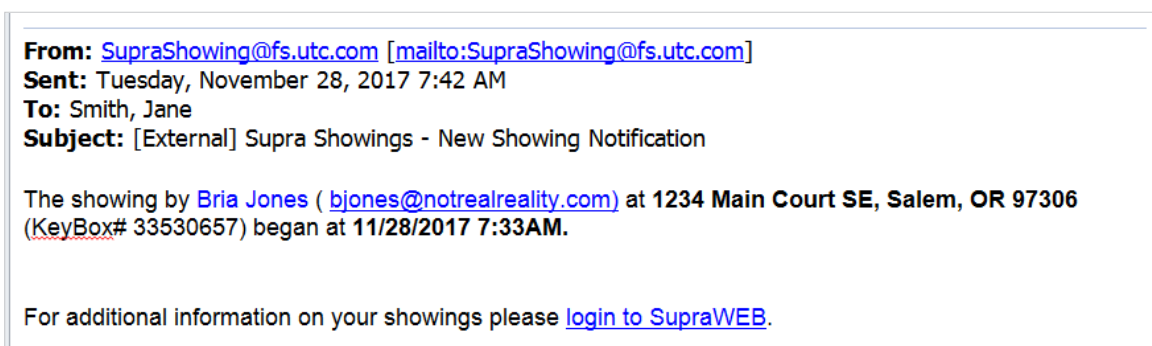 From: SupraShowing@fs.utc.com [mailto:SupraShowing@fs.utc.com]
Sent: Tuesday, November 28, 2017 7:42 AM
To: Smith, Jane
Subject: [External] Supra Showings - New Showing Notification
The showing by Bria Jones ( bjones@notrealreality.com) at 1234 Main Court SE, Salem, OR 97306
(KeyBox# 33530657) began at 11/28/2017 7:33AM.
For additional information on your showings please login to SupraWEB.